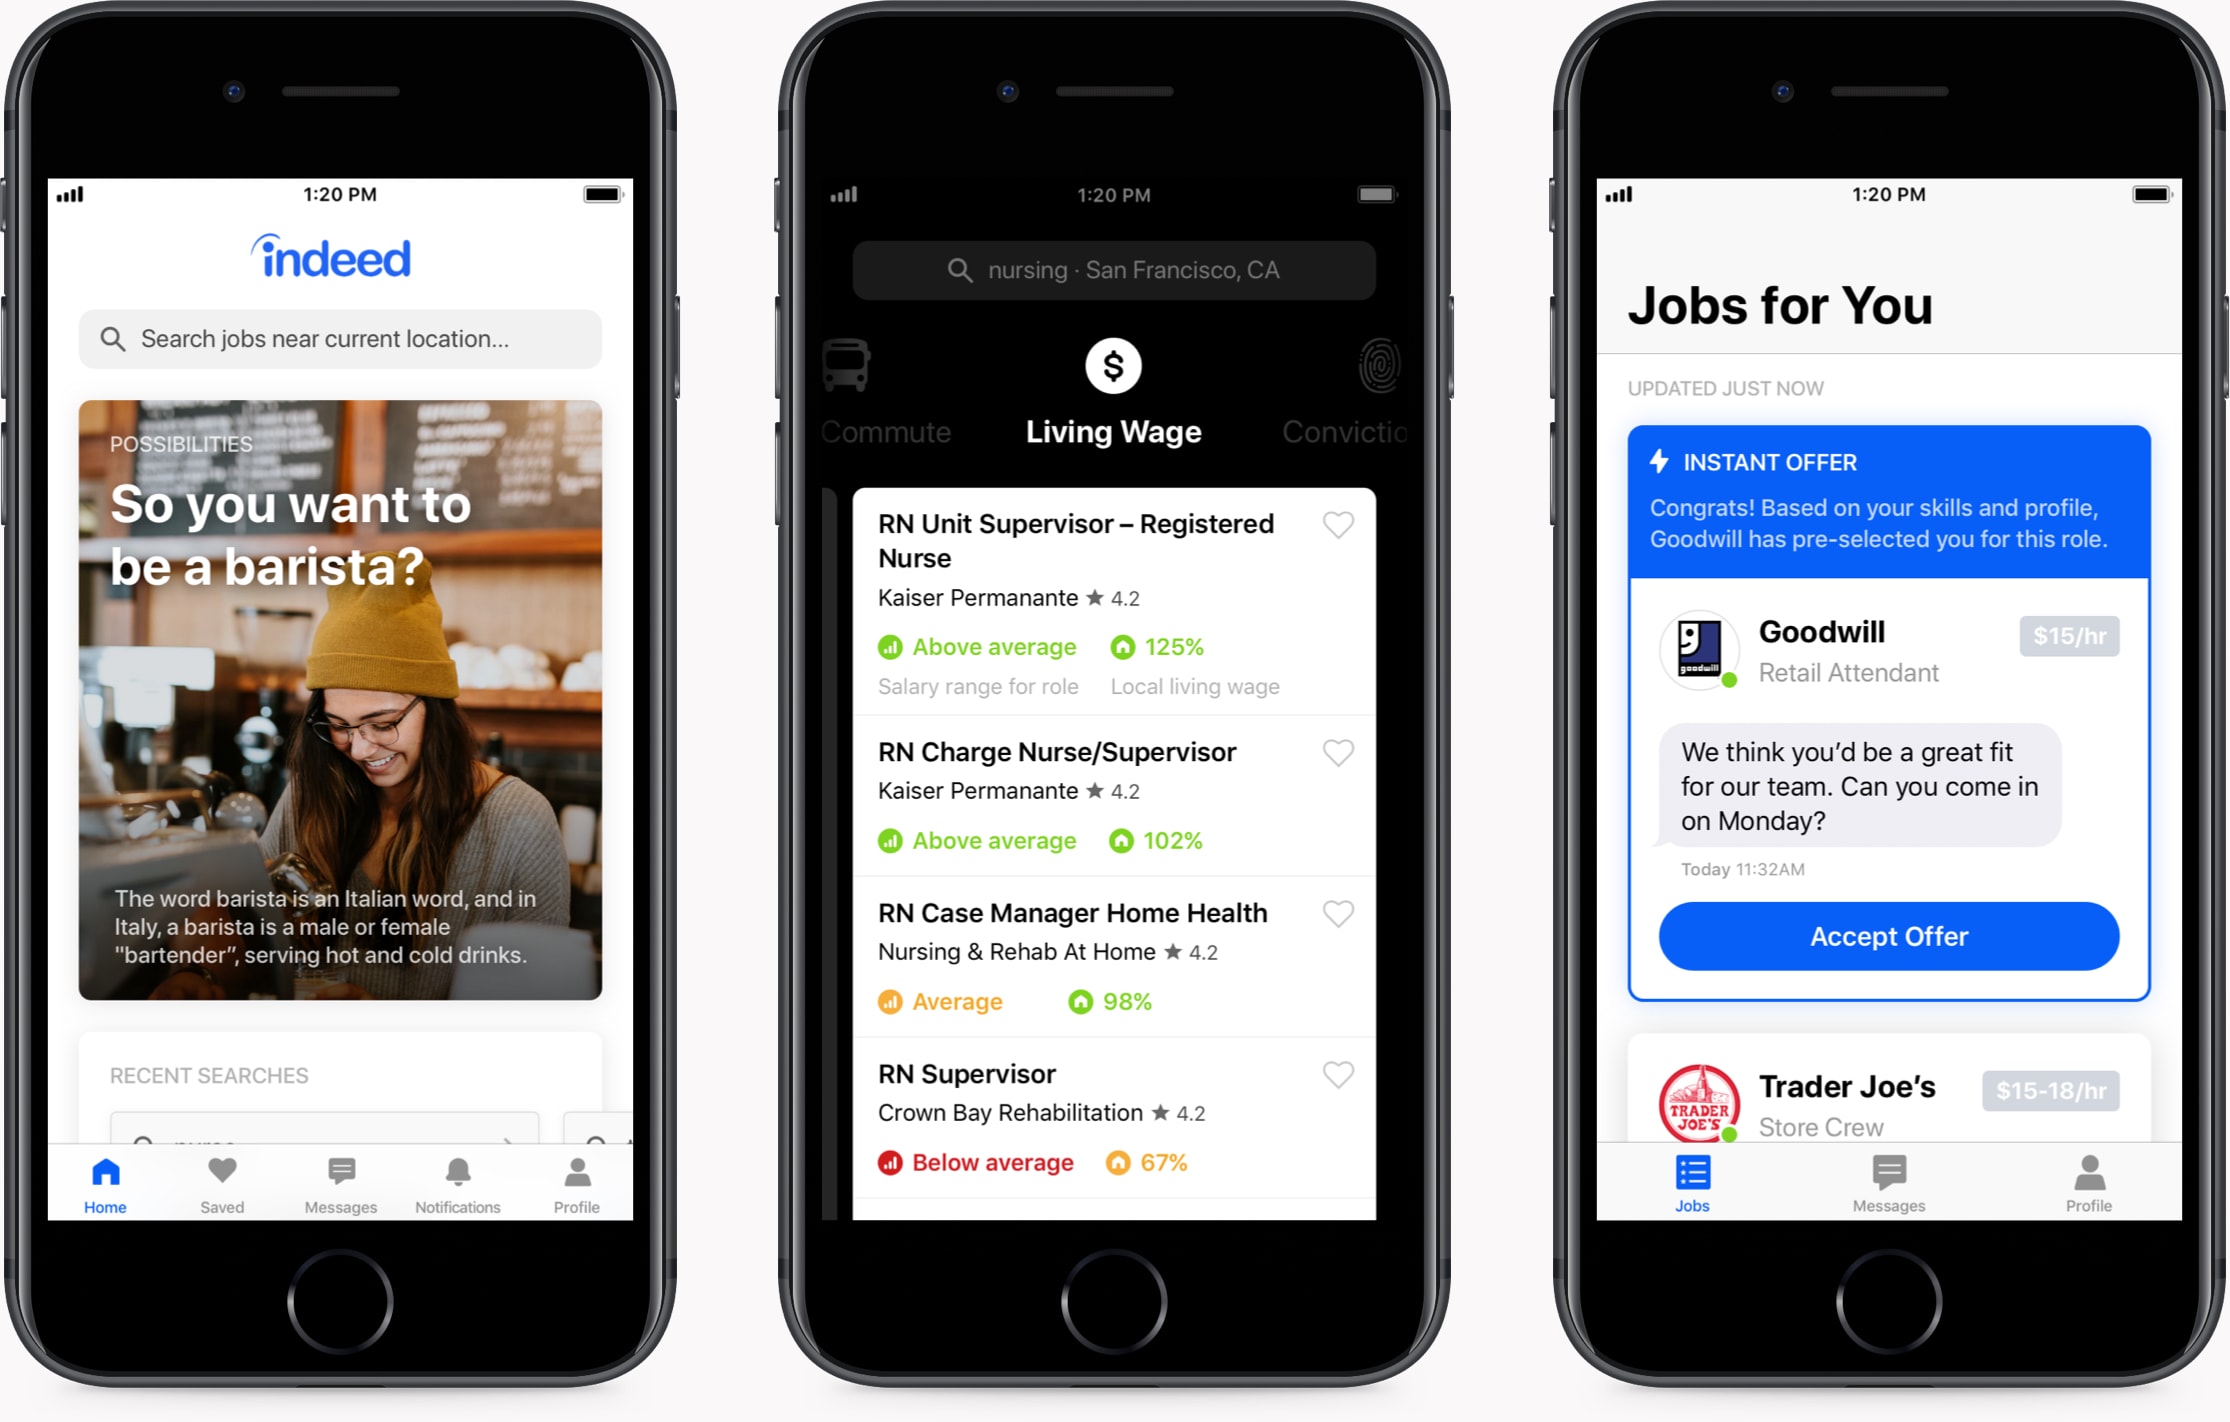 1:20 PM
indeed
Search jobs near current location...
POSSIBILITIES
So you want to
be a barista?
The word barista is an Italian word, and in
Italy, a barista is a male or female
"bartender”, serving hot and cold drinks.
RECENT SEARCHES
Home
Saved
Messages
Notifications
Profile
1:20 PM
nursing · San Francisco, CA
Commute
Living Wage
Convictio
RN Unit Supervisor – Registered
Nurse
Kaiser Permanante ★ 4.2
Above average 125%
Salary range for role Local living wage
RN Charge Nurse/Supervisor
Kaiser Permanante ★ 4.2
Above average 102%
RN Case Manager Home Health
Nursing & Rehab At Home ★ 4.2
Average 98%
RN Supervisor
Crown Bay Rehabilitation ★ 4.2
Below average 67%
1:20 PM
Jobs for You
UPDATED JUST NOW
INSTANT OFFER
Congrats! Based on your skills and profile,
Goodwill has pre-selected you for this role.
goodwill
Goodwill
$15/hr
Retail Attendant
We think you’d be a great fit
for our team. Can you come in
on Monday?
Today 11:32AM
Accept Offer
TRADER
JOE'S
Trader Joe’s
$15-18/hr
Store Crew
Jobs
Messages
Profile